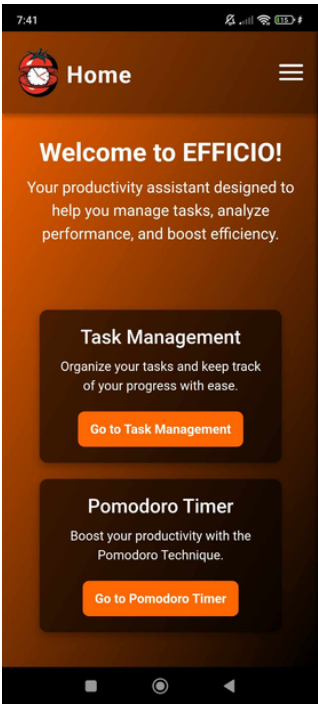 7:41
115
Home
Welcome to EFFICIO!
Your productivity assistant designed to
help you manage tasks, analyze
performance, and boost efficiency.
Task Management
Organize your tasks and keep track
of your progress with ease.
Go to Task Management
Pomodoro Timer
Boost your productivity with the
Pomodoro Technique.
Go to Pomodoro Timer